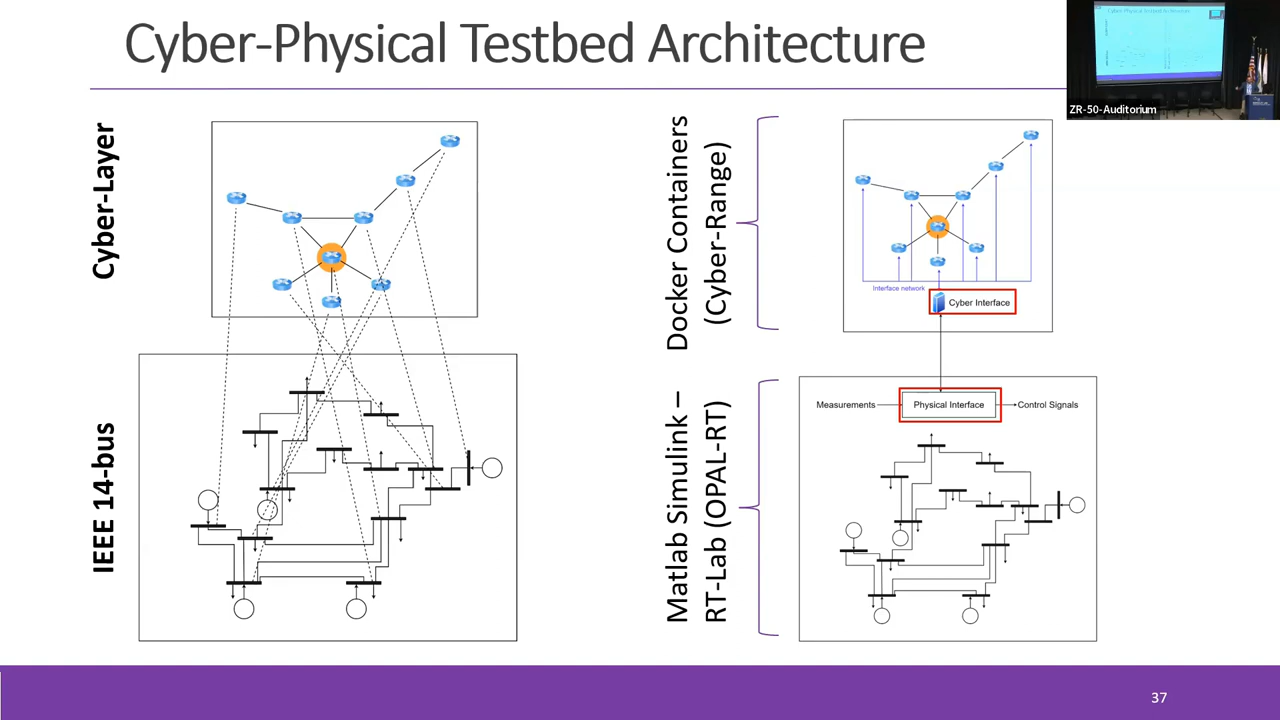 Cyber-Physical Testbed Architecture
ZR-50-Auditorium
Cyber-Layer
IEEE 14-bus
Docker Containers
(Cyber-Range)
Interface network
Cyber Interface
Matlab Simulink –
RT-Lab (OPAL-RT)
Measurements
Physical Interface
Control Signals
37